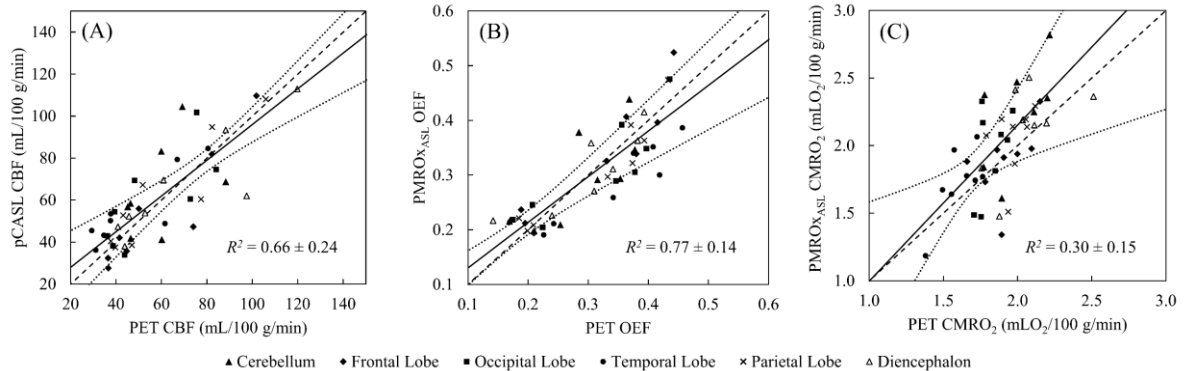 (A)
pCASL CBF (mL/100 g/min)
140
120
100
80
60
40
20
20 40 60 80 100 120 140
R² = 0.66 ± 0.24
PET CBF (mL/100 g/min)
(B)
PMROx_ASL OEF
0.6
0.5
0.4
0.3
0.2
0.1
0.1 0.2 0.3 0.4 0.5 0.6
R² = 0.77 ± 0.14
PET OEF
(C)
PMROx_ASL CMRO₂ (mLO₂/100 g/min)
3.0
2.5
2.0
1.5
1.0
1.0 1.5 2.0 2.5 3.0
R² = 0.30 ± 0.15
PET CMRO₂ (mLO₂/100 g/min)
▲ Cerebellum ◆ Frontal Lobe ■ Occipital Lobe ● Temporal Lobe × Parietal Lobe △ Diencephalon